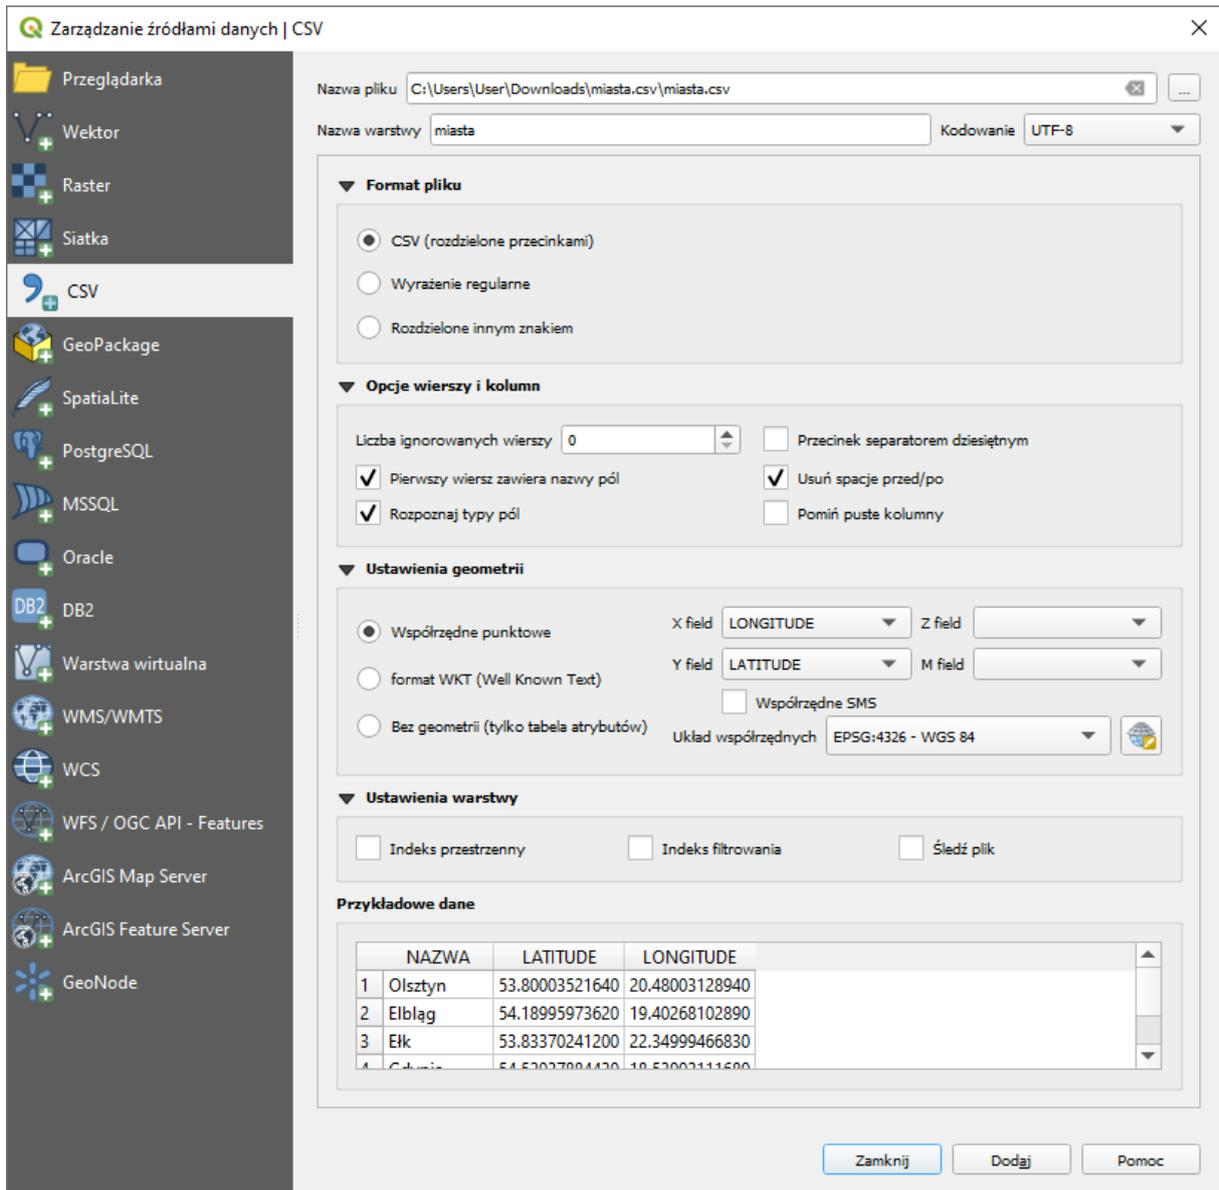 Zarządzanie źródłami danych | CSV
Przeglądarka
Wektor
Raster
Siatka
CSV
GeoPackage
SpatiaLite
PostgreSQL
MSSQL
Oracle
DB2 DB2
Warstwa wirtualna
WMS/WMTS
WCS
WFS / OGC API - Features
ArcGIS Map Server
ArcGIS Feature Server
GeoNode
Nazwa pliku C:\Users\User\Downloads\miasta.csv\miasta.csv ...
Nazwa warstwy miasta Kodowanie UTF-8
Format pliku
CSV (rozdzielone przecinkami)
Wyrażenie regularne
Rozdzielone innym znakiem
Opcje wierszy i kolumn
Liczba ignorowanych wierszy 0 Przecinek separatorem dziesiętnym
Pierwszy wiersz zawiera nazwy pól Usuń spacje przed/po
Rozpoznaj typy pól Pomiń puste kolumny
Ustawienia geometrii
Współrzędne punktowe X field LONGITUDE Z field
Y field LATITUDE M field
format WKT (Well Known Text)
Współrzędne SMS
Bez geometrii (tylko tabela atrybutów) Układ współrzędnych EPSG:4326 - WGS 84
Ustawienia warstwy
Indeks przestrzenny Indeks filtrowania Śledź plik
Przykładowe dane
NAZWA LATITUDE LONGITUDE
1 Olsztyn 53.80003521640 20.48003128940
2 Elbląg 54.18995973620 19.40268102890
3 Ełk 53.83370241200 22.34999466830
4 Gdynia
Zamknij Dodaj Pomoc